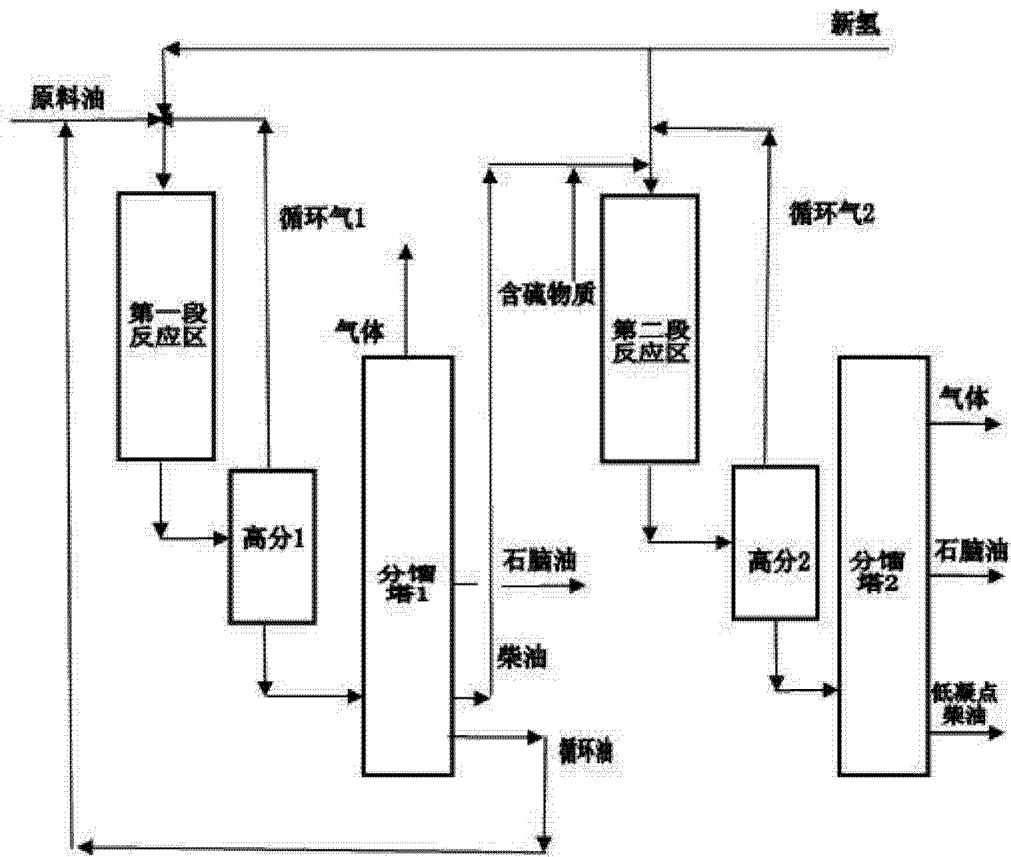 新氢
原料油
循环气1
循环气2
含硫物质
第一段
反应区
第二段
反应区
气体
气体
高分1
石脑油
石脑油
高分2
分馏
塔1
分馏
塔2
柴油
低凝点
柴油
循环油